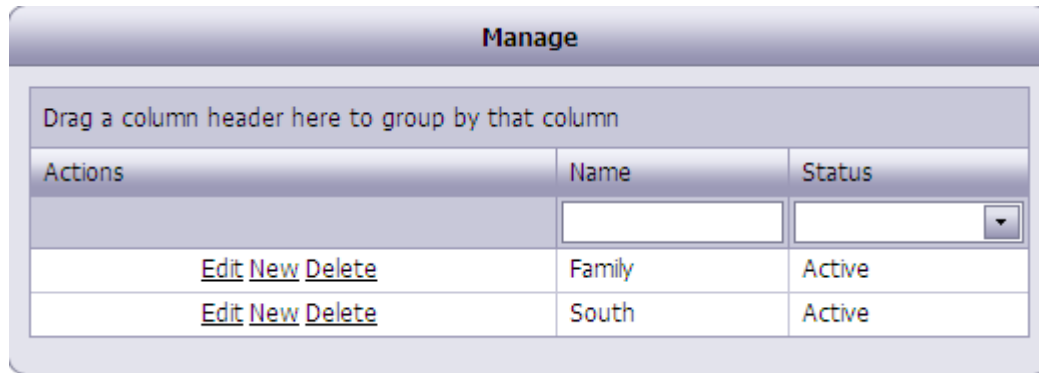 Manage
Drag a column header here to group by that column
Actions Name Status
Edit New Delete Family Active
Edit New Delete South Active